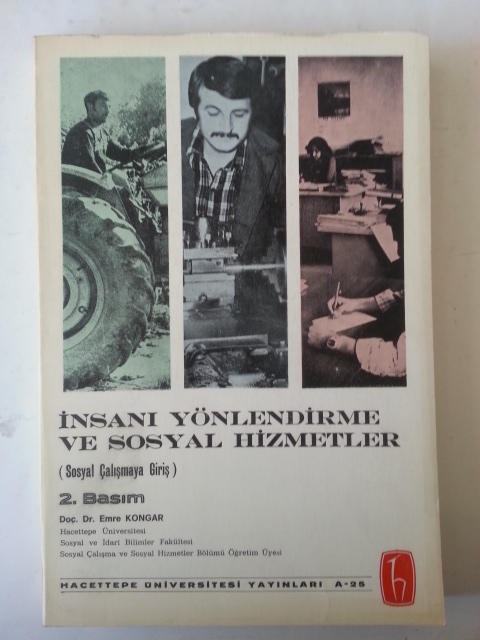 İNSANI YÖNLENDİRME
VE SOSYAL HİZMETLER
(Sosyal Çalışmaya Giriş)
2. Basım
Doç. Dr. Emre KONGAR
Hacettepe Üniversitesi
Sosyal ve İdarî Bilimler Fakültesi
Sosyal Çalışma ve Sosyal Hizmetler Bölümü Öğretim Üyesi
HACETTEPE ÜNİVERSİTESİ YAYINLARI A-25